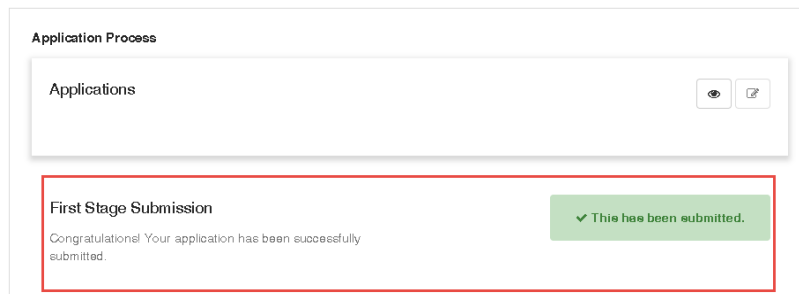 Application Process
Applications
First Stage Submission
✔ This has been submitted.
Congratulations! Your application has been successfully
submitted.